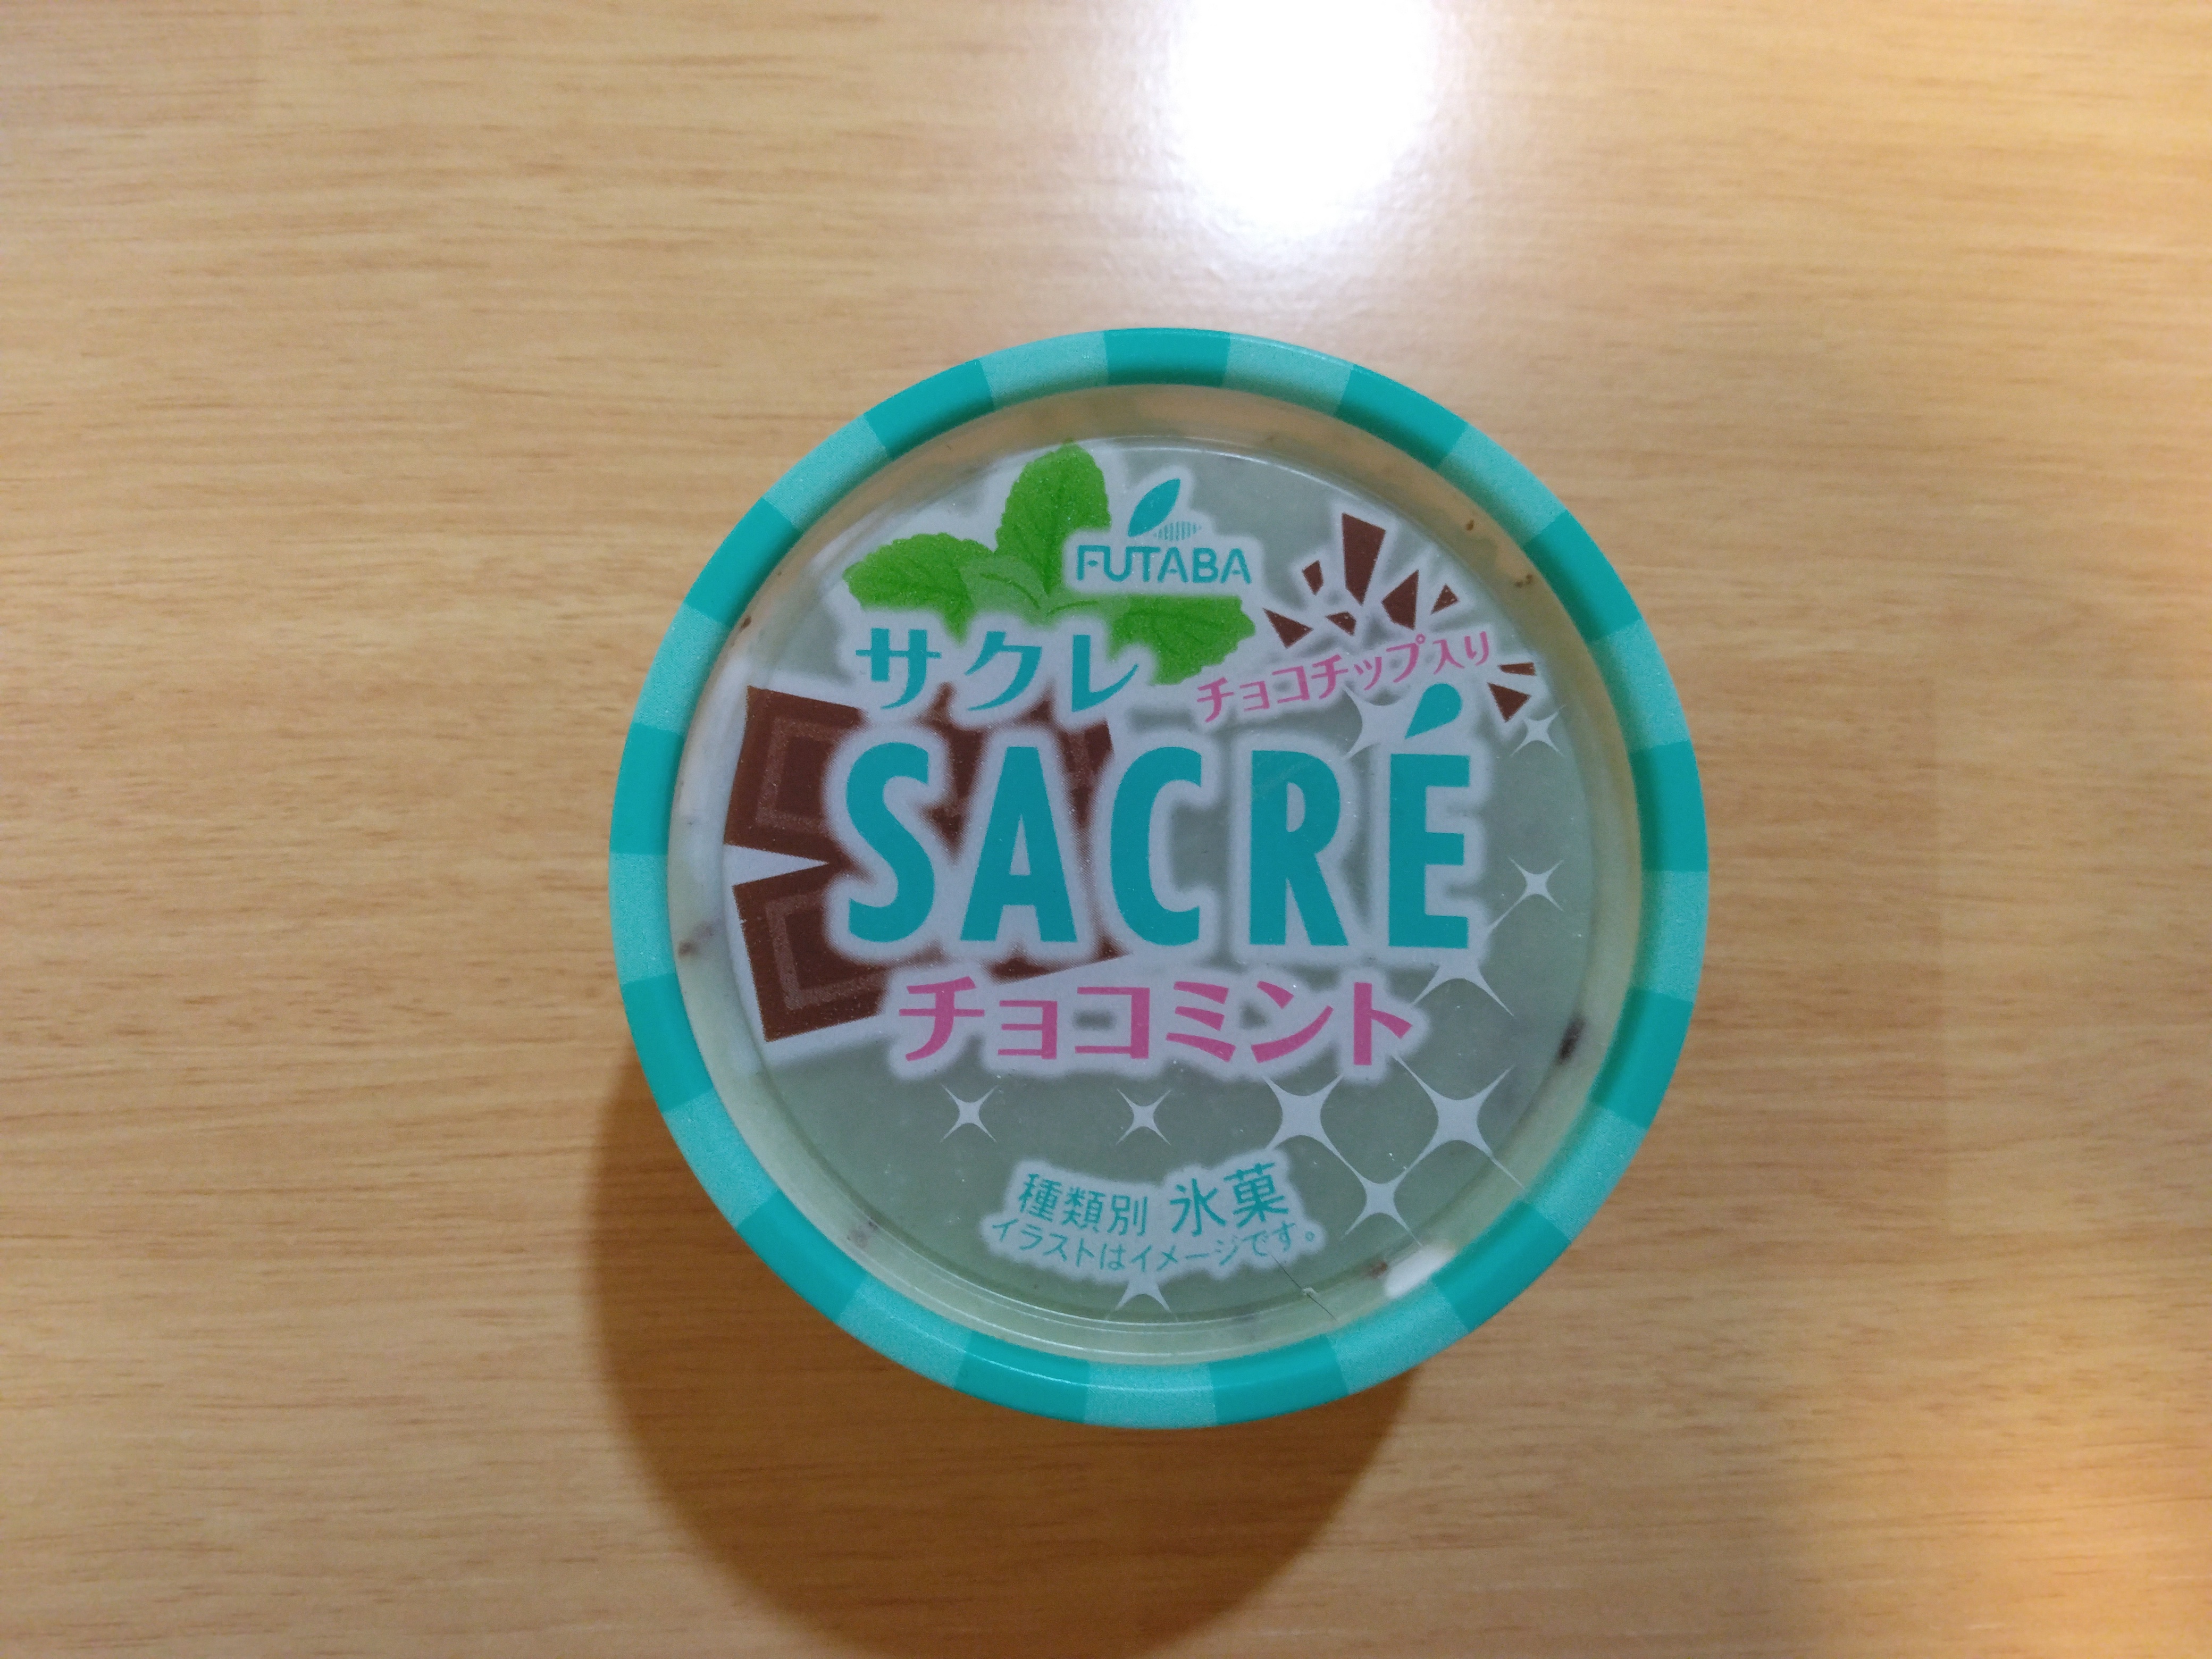 FUTABA
サクレ
チョコチップ入り
SACRÉ
チョコミント
種類別 氷菓
イラストはイメージです。